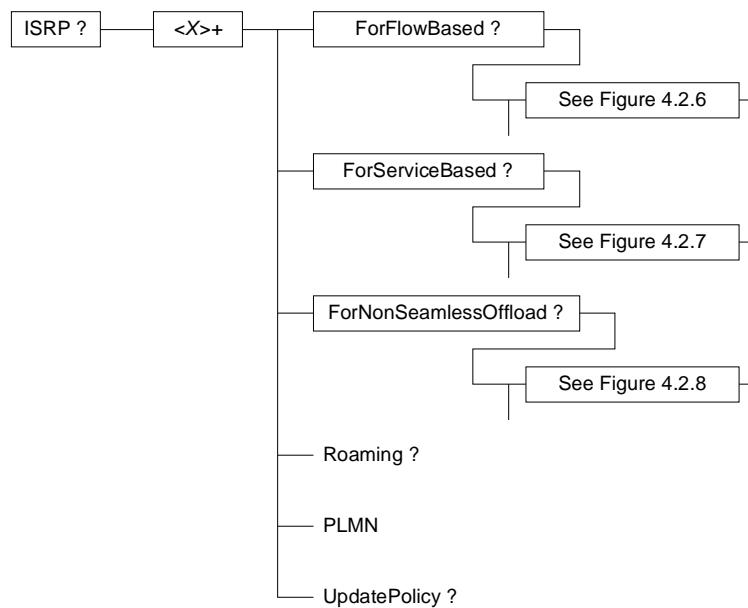 ISRP ?
<X>+
ForFlowBased ?
See Figure 4.2.6
ForServiceBased ?
See Figure 4.2.7
ForNonSeamlessOffload ?
See Figure 4.2.8
Roaming ?
PLMN
UpdatePolicy ?